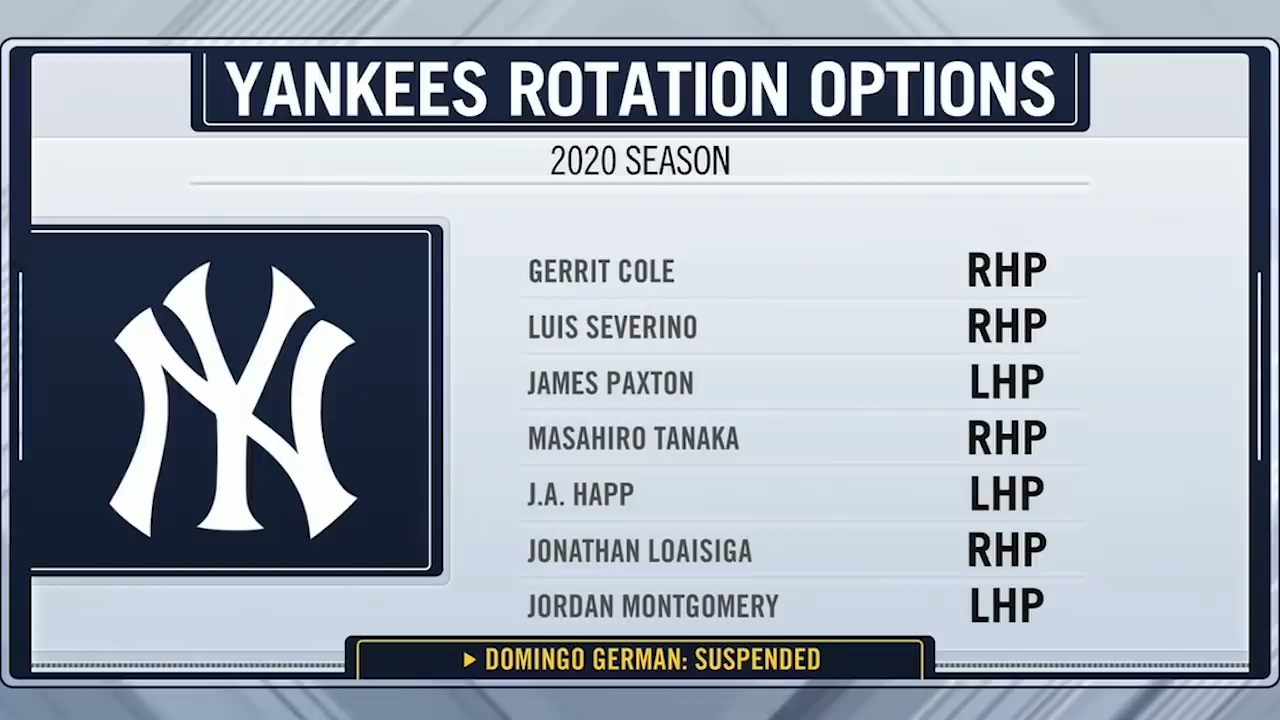 YANKEES ROTATION OPTIONS
2020 SEASON
NY
GERRIT COLE RHP
LUIS SEVERINO RHP
JAMES PAXTON LHP
MASAHIRO TANAKA RHP
J.A. HAPP LHP
JONATHAN LOAISIGA RHP
JORDAN MONTGOMERY LHP
DOMINGO GERMAN: SUSPENDED